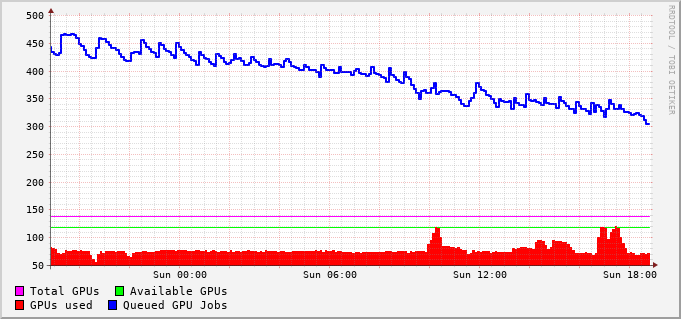 500
450
400
350
300
250
200
150
100
50
RRDTOOL / TOBI OETIKER
Sun 00:00 Sun 06:00 Sun 12:00 Sun 18:00
Total GPUs Available GPUs
GPUs used Queued GPU Jobs